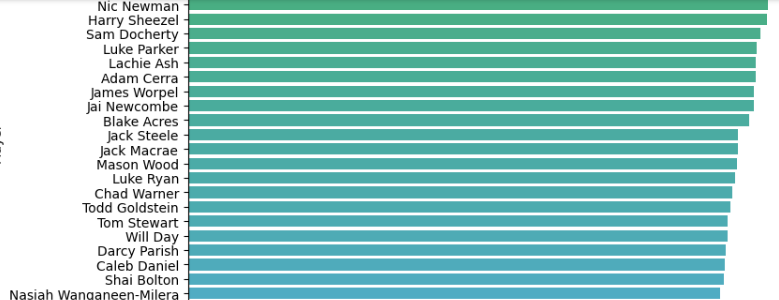 Nic Newman
Harry Sheezel
Sam Docherty
Luke Parker
Lachie Ash
Adam Cerra
James Worpel
Jai Newcombe
Blake Acres
Jack Steele
Jack Macrae
Mason Wood
Luke Ryan
Chad Warner
Todd Goldstein
Tom Stewart
Will Day
Darcy Parish
Caleb Daniel
Shai Bolton
Nasiah Wanganeen-Milera